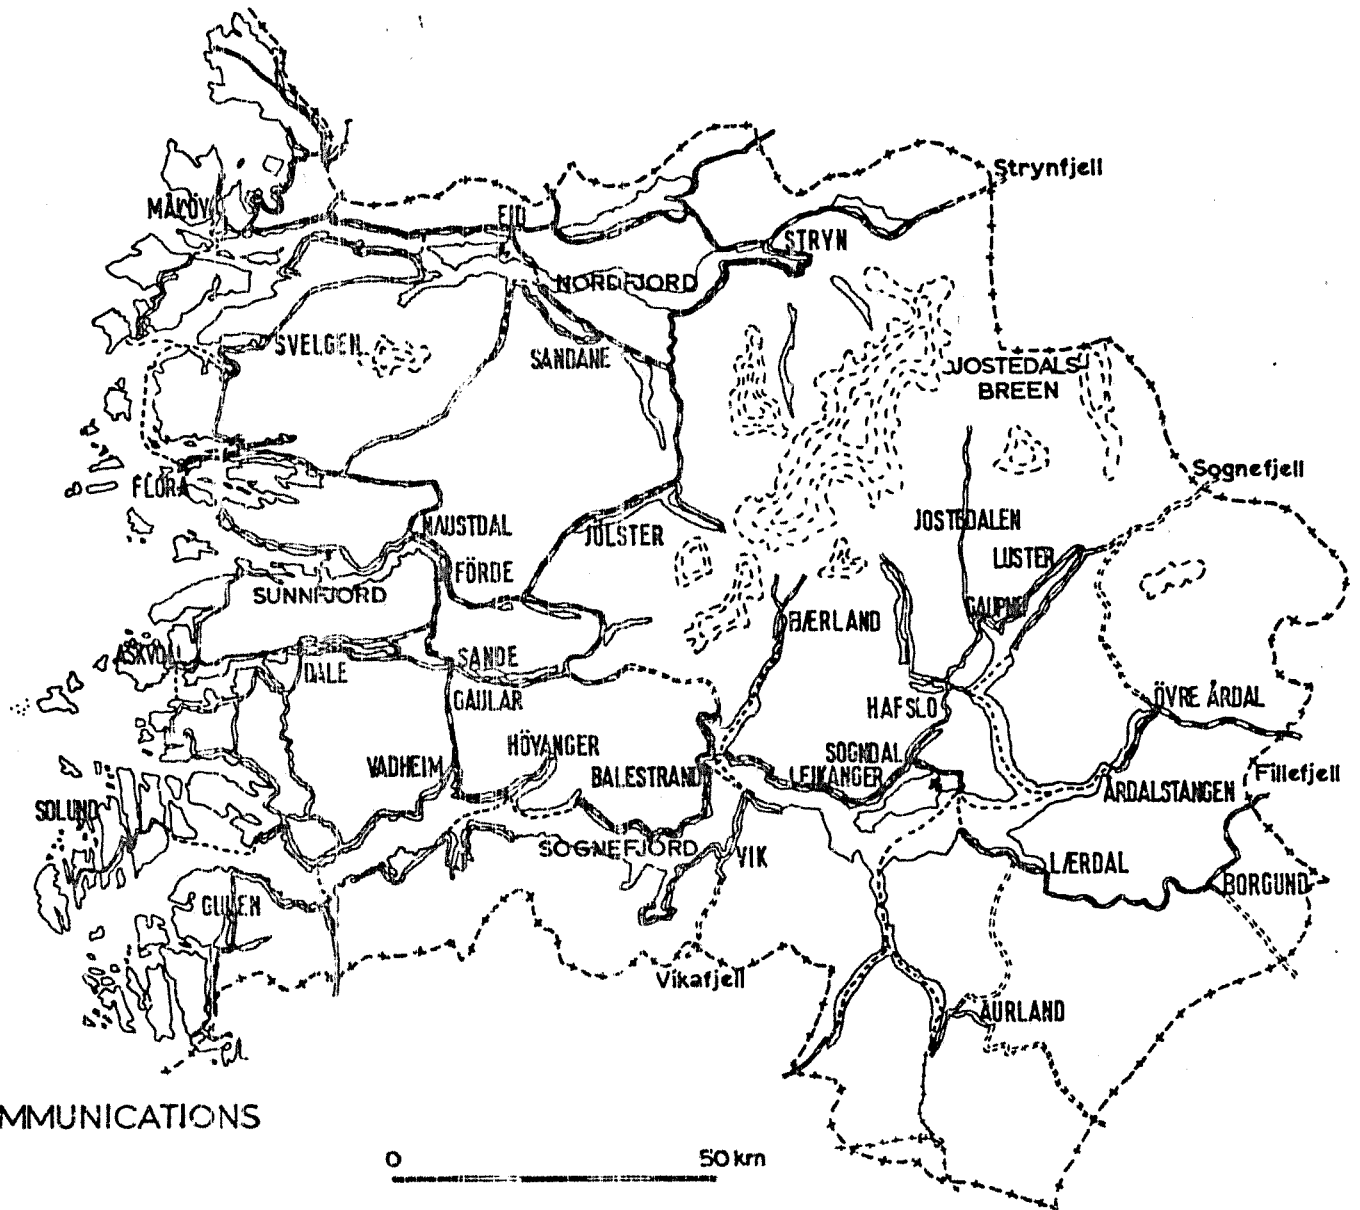 Strynfjell
MÅLÖY
EID
STRYN
NORDFJORD
SVELGEN
SANDANE
JOSTEDALS-
BREEN
Sognefjell
FLORA
NAUSTDAL
JÖLSTER
JOSTEDALEN
LUSTER
FÖRDE
SUNNFJORD
GAUPNE
FJÆRLAND
ASKVOLL
DALE
SANDE
GAULAR
HAFSLO
ÖVRE ÅRDAL
VADHEIM
HÖYANGER
BALESTRAND
SOGNDAL
LEIKANGER
Fillefjell
ÅRDALSTANGEN
SOLUND
SOGNEFJORD
VIK
LÆRDAL
BORGUND
GULEN
Vikafjell
AURLAND
MMUNICATIONS
0 50 km